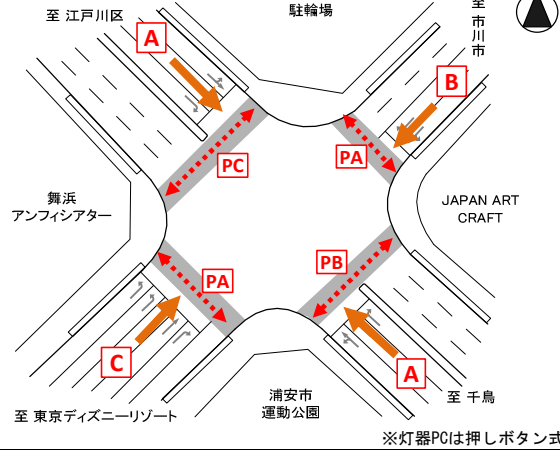 至 江戸川区
駐輪場
至 市川市
A
B
PC
PA
舞浜
アンフィシアター
JAPAN ART
CRAFT
PA
PB
C
A
至 東京ディズニーリゾート
浦安市
運動公園
至 千鳥
※灯器PCは押しボタン式